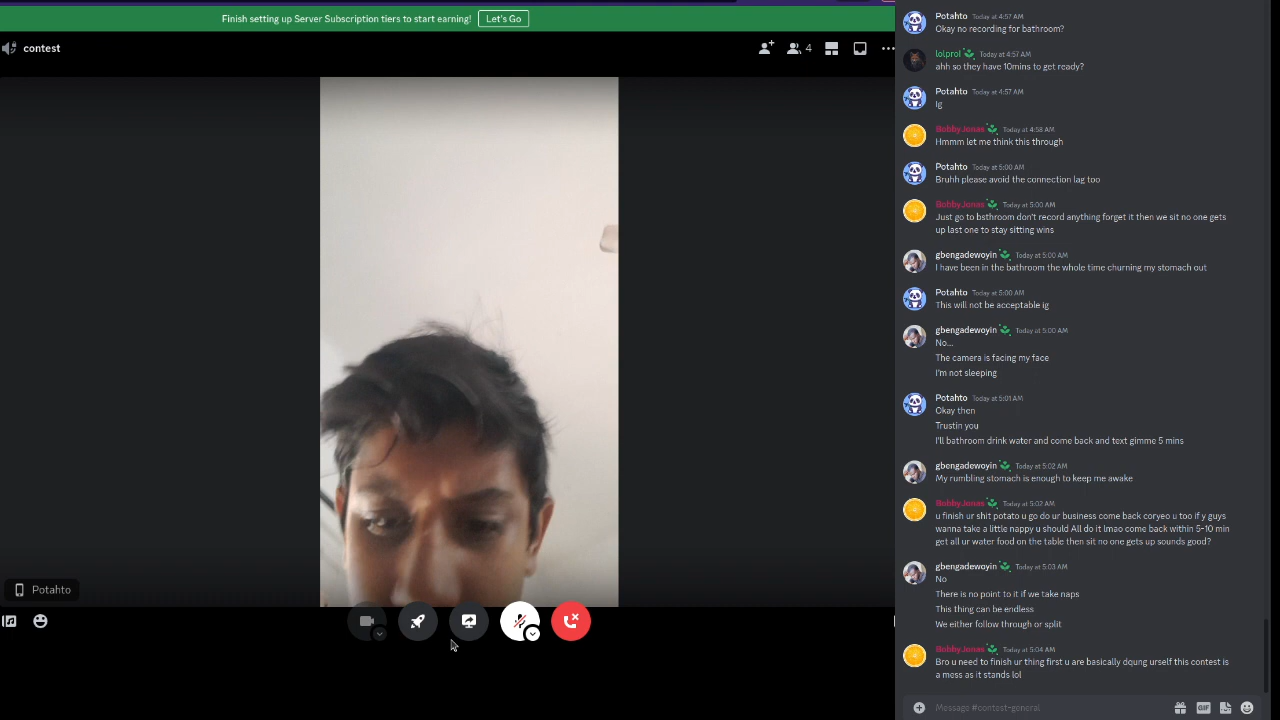 Finish setting up Server Subscription tiers to start earning! Let's Go
contest
4
Potahto
Potahto Today at 4:57 AM
Okay no recording for bathroom?
lolprol Today at 4:57 AM
ahh so they have 10mins to get ready?
Potahto Today at 4:57 AM
Ig
BobbyJonas Today at 4:58 AM
Hmmm let me think this through
Potahto Today at 5:00 AM
Bruhh please avoid the connection lag too
BobbyJonas Today at 5:00 AM
Just go to bsthroom don't record anything forget it then we sit no one gets
up last one to stay sitting wins
gbengadewoyin Today at 5:00 AM
I have been in the bathroom the whole time churning my stomach out
Potahto Today at 5:00 AM
This will not be acceptable ig
gbengadewoyin Today at 5:00 AM
No...
The camera is facing my face
I'm not sleeping
Potahto Today at 5:01 AM
Okay then
Trustin you
I'll bathroom drink water and come back and text gimme 5 mins
gbengadewoyin Today at 5:02 AM
My rumbling stomach is enough to keep me awake
BobbyJonas Today at 5:02 AM
u finish ur shit potato u go do ur business come back coryeo u too if y guys
wanna take a little nappy u should All do it lmao come back within 5-10 min
get all ur water food on the table then sit no one gets up sounds good?
gbengadewoyin Today at 5:03 AM
No
There is no point to it if we take naps
This thing can be endless
We either follow through or split
BobbyJonas Today at 5:04 AM
Bro u need to finish ur thing first u are basically dqung urself this contest is
a mess as it stands lol
Message #contest-general
GIF